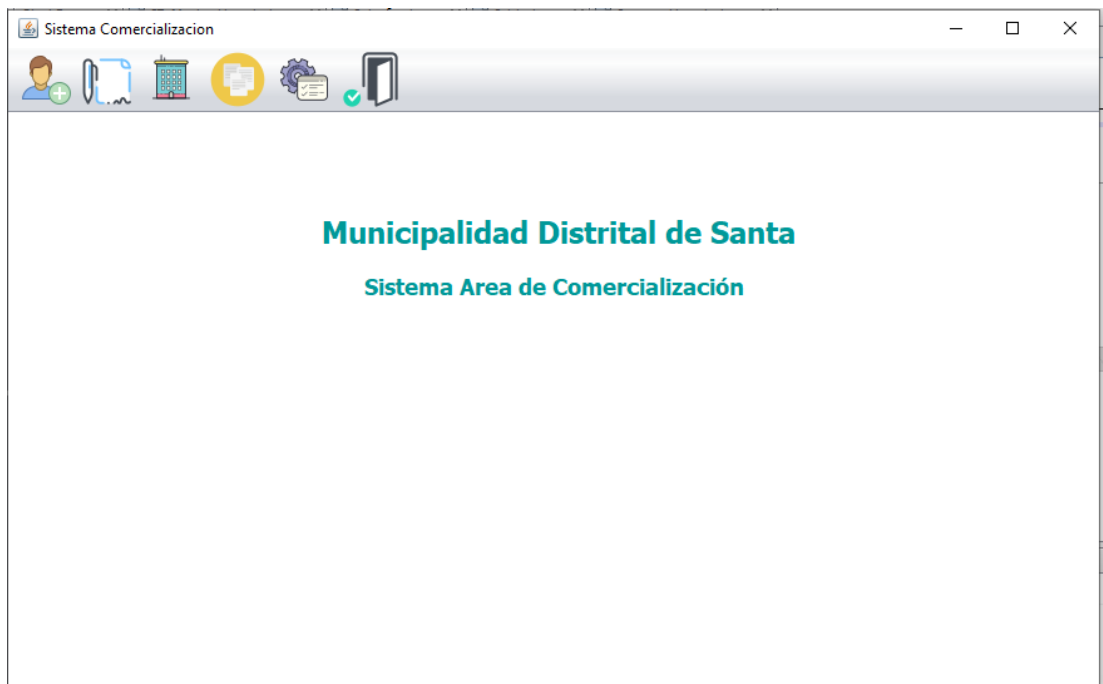 Sistema Comercializacion
Municipalidad Distrital de Santa
Sistema Area de Comercialización